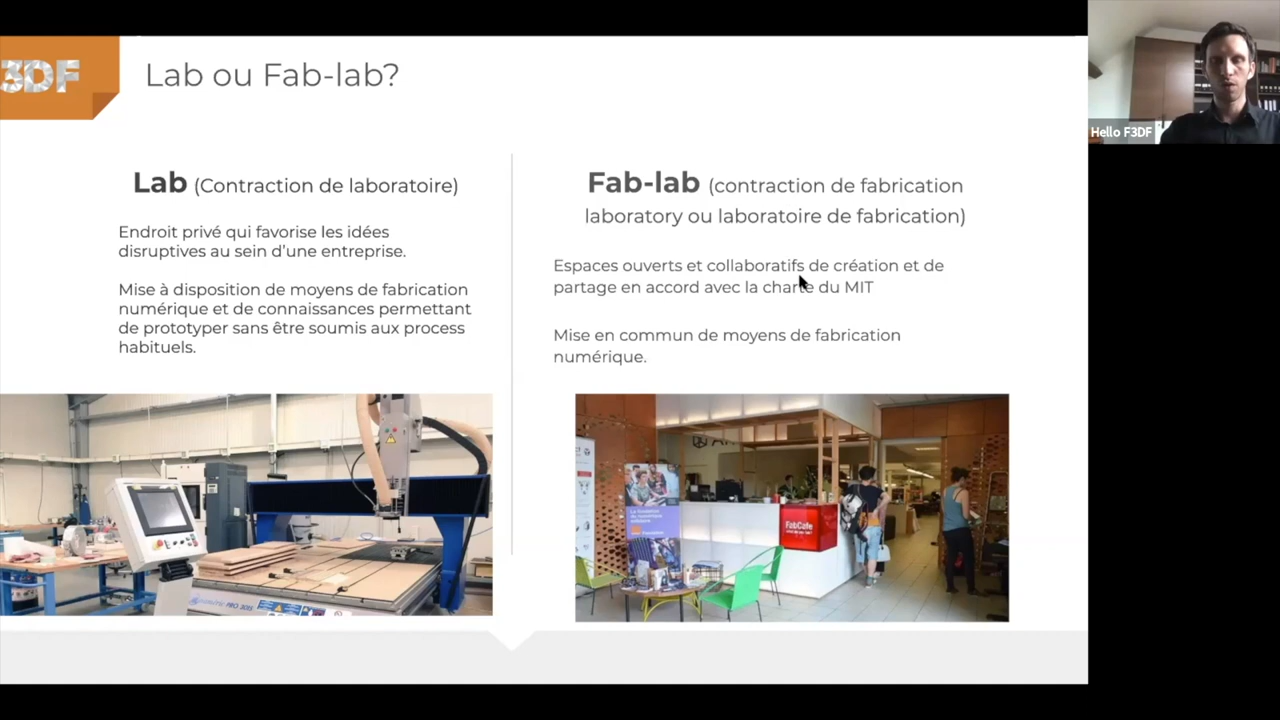 3DF
Lab ou Fab-lab?
Hello F3DF
Lab (Contraction de laboratoire)
Endroit privé qui favorise les idées
disruptives au sein d'une entreprise.
Mise à disposition de moyens de fabrication
numérique et de connaissances permettant
de prototyper sans être soumis aux process
habituels.
Fab-lab (contraction de fabrication
laboratory ou laboratoire de fabrication)
Espaces ouverts et collaboratifs de création et de
partage en accord avec la charte du MIT
Mise en commun de moyens de fabrication
numérique.
FabCafe